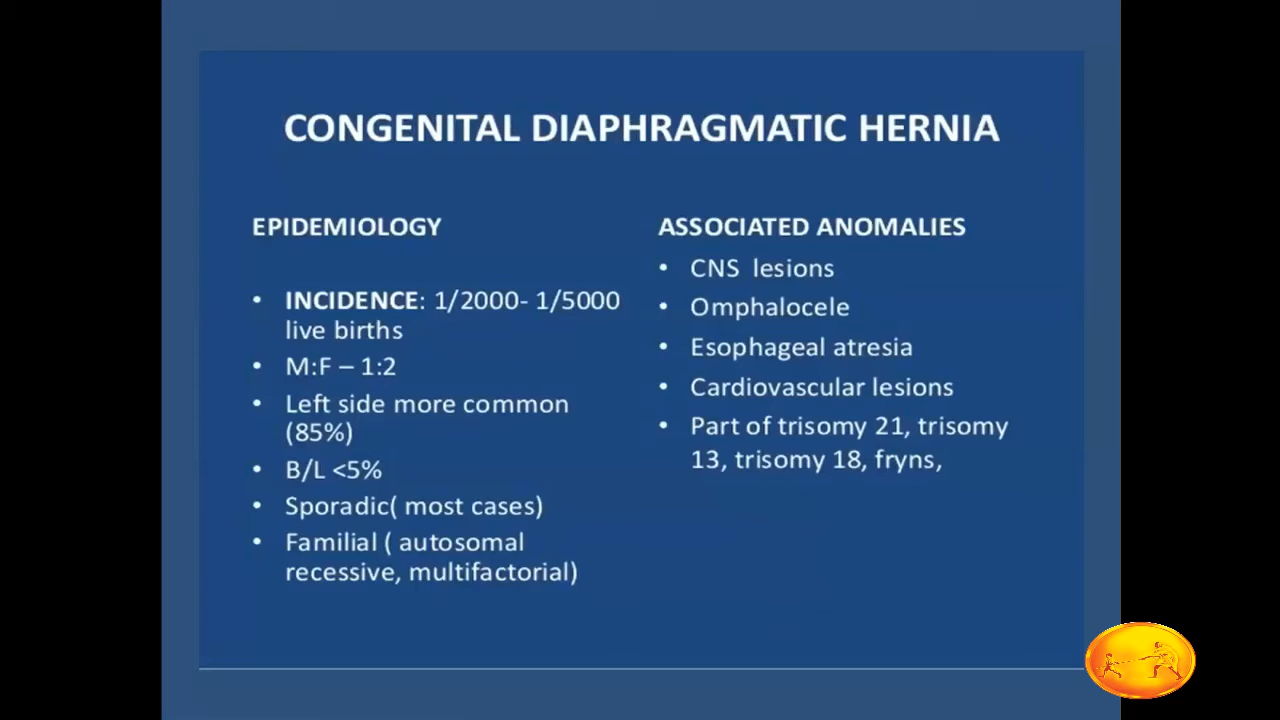 CONGENITAL DIAPHRAGMATIC HERNIA
EPIDEMIOLOGY
• INCIDENCE: 1/2000- 1/5000
live births
• M:F – 1:2
• Left side more common
(85%)
• B/L <5%
• Sporadic( most cases)
• Familial ( autosomal
recessive, multifactorial)
ASSOCIATED ANOMALIES
• CNS  lesions
• Omphalocele
• Esophageal atresia
• Cardiovascular lesions
• Part of trisomy 21, trisomy
13, trisomy 18, fryns,